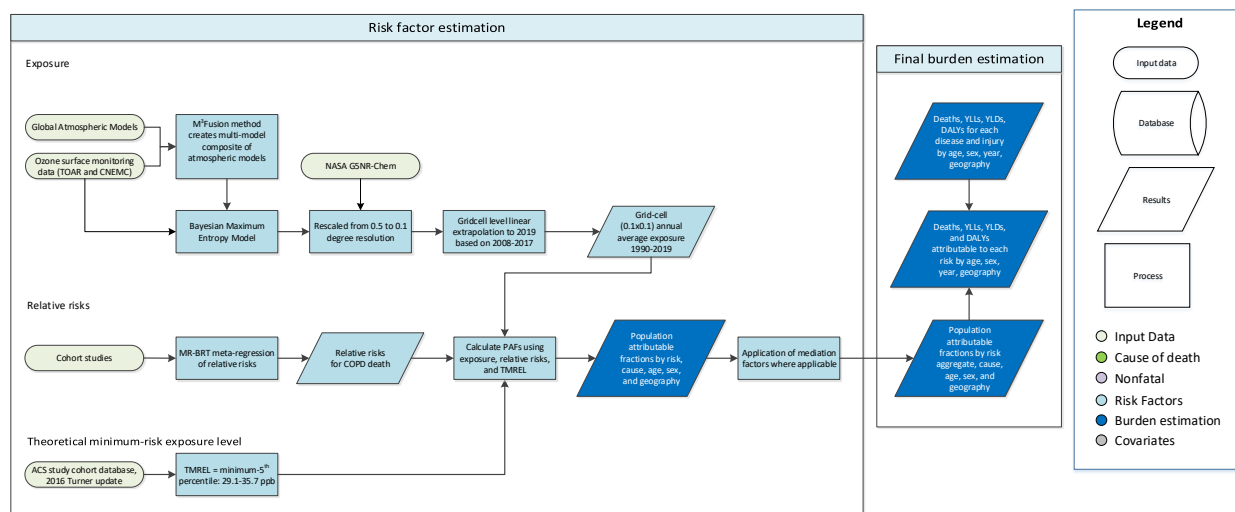 Risk factor estimation
Exposure
Global Atmospheric Models
Ozone surface monitoring
data (TOAR and CNEMC)
M³Fusion method
creates multi-model
composite of
atmospheric models
NASA G5NR-Chem
Bayesian Maximum
Entropy Model
Rescaled from 0.5 to 0.1
degree resolution
Gridcell level linear
extrapolation to 2019
based on 2008-2017
Grid-cell
(0.1x0.1) annual
average exposure
1990-2019
Relative risks
Cohort studies
MR-BRT meta-regression
of relative risks
Relative risks
for COPD death
Calculate PAFs using
exposure, relative risks,
and TMREL
Population
attributable
fractions by risk,
cause, age, sex,
and geography
Application of mediation
factors where applicable
Theoretical minimum-risk exposure level
ACS study cohort database,
2016 Turner update
TMREL = minimum-5th
percentile: 29.1-35.7 ppb
Final burden estimation
Deaths, YLLs, YLDs,
DALYs for each
disease and injury
by age, sex, year,
geography
Deaths, YLLs, YLDs,
and DALYs
attributable to each
risk by age, sex,
year, geography
Population
attributable
fractions by risk
aggregate, cause,
age, sex, and
geography
Legend
Input data
Database
Results
Process
Input Data
Cause of death
Nonfatal
Risk Factors
Burden estimation
Covariates